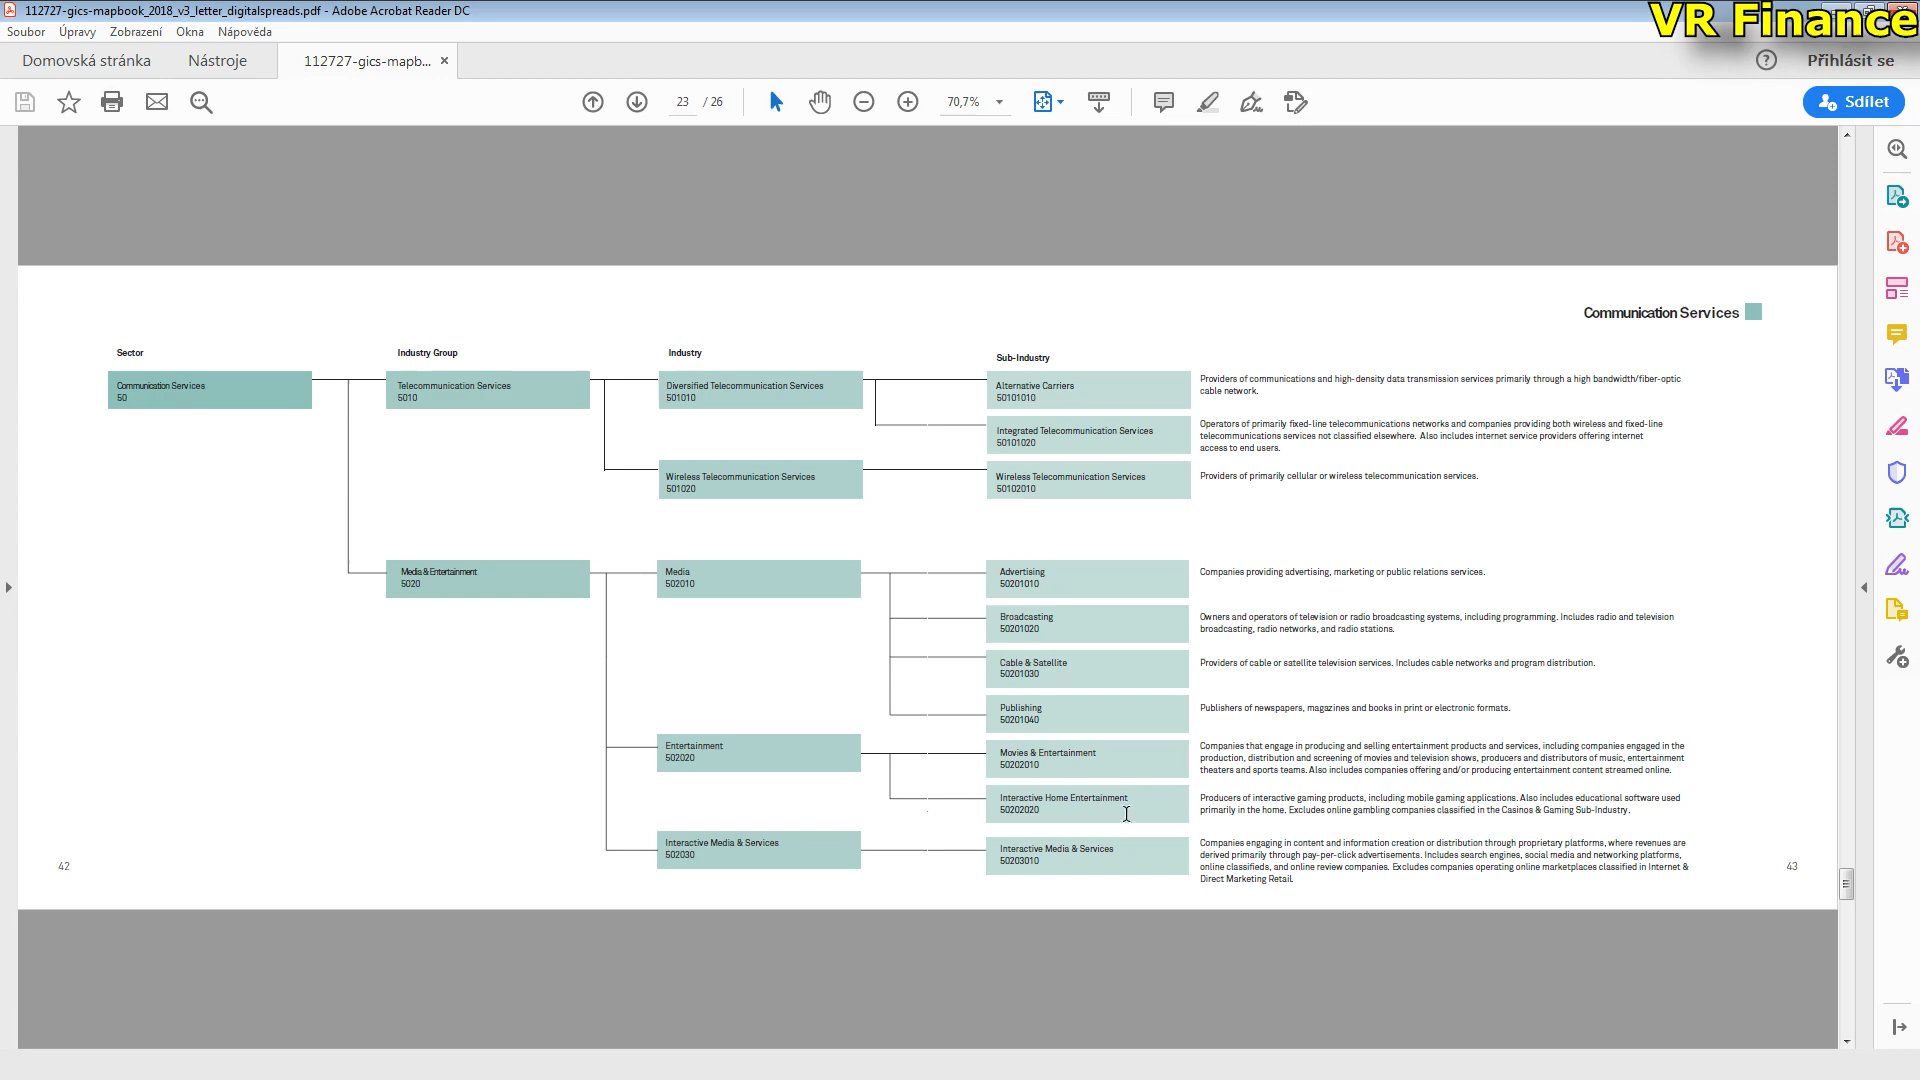 112727-gics-mapbook_2018_v3_letter_digitalspreads.pdf - Adobe Acrobat Reader DC
VR Finance
Soubor Úpravy Zobrazení Okna Nápověda
Domovská stránka Nástroje 112727-gics-mapb... × Přihlásit se
23 / 26 70,7% Sdílet
Communication Services
Sector Industry Group Industry Sub-Industry
Communication Services
50
Telecommunication Services
5010
Diversified Telecommunication Services
501010
Alternative Carriers
50101010
Providers of communications and high-density data transmission services primarily through a high bandwidth/fiber-optic
cable network.
Integrated Telecommunication Services
50101020
Operators of primarily fixed-line telecommunications networks and companies providing both wireless and fixed-line
telecommunications services not classified elsewhere. Also includes internet service providers offering internet
access to end users.
Wireless Telecommunication Services
501020
Wireless Telecommunication Services
50102010
Providers of primarily cellular or wireless telecommunication services.
Media & Entertainment
5020
Media
502010
Advertising
50201010
Companies providing advertising, marketing or public relations services.
Broadcasting
50201020
Owners and operators of television or radio broadcasting systems, including programming. Includes radio and television
broadcasting, radio networks, and radio stations.
Cable & Satellite
50201030
Providers of cable or satellite television services. Includes cable networks and program distribution.
Publishing
50201040
Publishers of newspapers, magazines and books in print or electronic formats.
Entertainment
502020
Movies & Entertainment
50202010
Companies that engage in producing and selling entertainment products and services, including companies engaged in the
production, distribution and screening of movies and television shows, producers and distributors of music, entertainment
theaters and sports teams. Also includes companies offering and/or producing entertainment content streamed online.
Interactive Home Entertainment
50202020
Producers of interactive gaming products, including mobile gaming applications. Also includes educational software used
primarily in the home. Excludes online gambling companies classified in the Casinos & Gaming Sub-Industry.
Interactive Media & Services
502030
Interactive Media & Services
50203010
Companies engaging in content and information creation or distribution through proprietary platforms, where revenues are
derived primarily through pay-per-click advertisements. Includes search engines, social media and networking platforms,
online classifieds, and online review companies. Excludes companies operating online marketplaces classified in Internet &
Direct Marketing Retail.
42
43